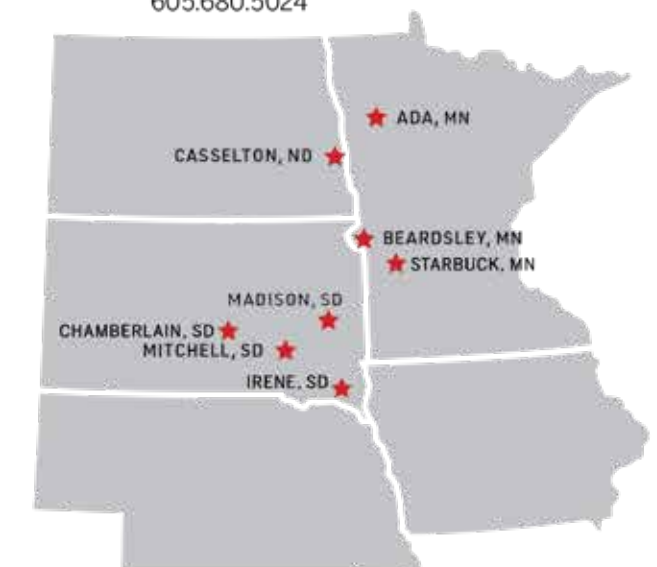 605.680.5024
ADA, MN
CASSELTON, ND
BEARDSLEY, MN
STARBUCK, MN
MADISON, SD
CHAMBERLAIN, SD
MITCHELL, SD
IRENE, SD